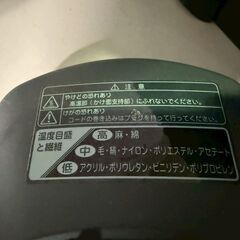 ⚠ 注意
やけどの恐れあり
高温部(かけ面支持部)にふれないでください。
けがの恐れあり
コードの巻き込みはプラグを持って行ってください。
温度目盛と繊維
高 麻・綿
中 毛・絹・ナイロン・ポリエステル・アセテート
低 アクリル・ポリウレタン・ビニリデン・ポリプロピレン